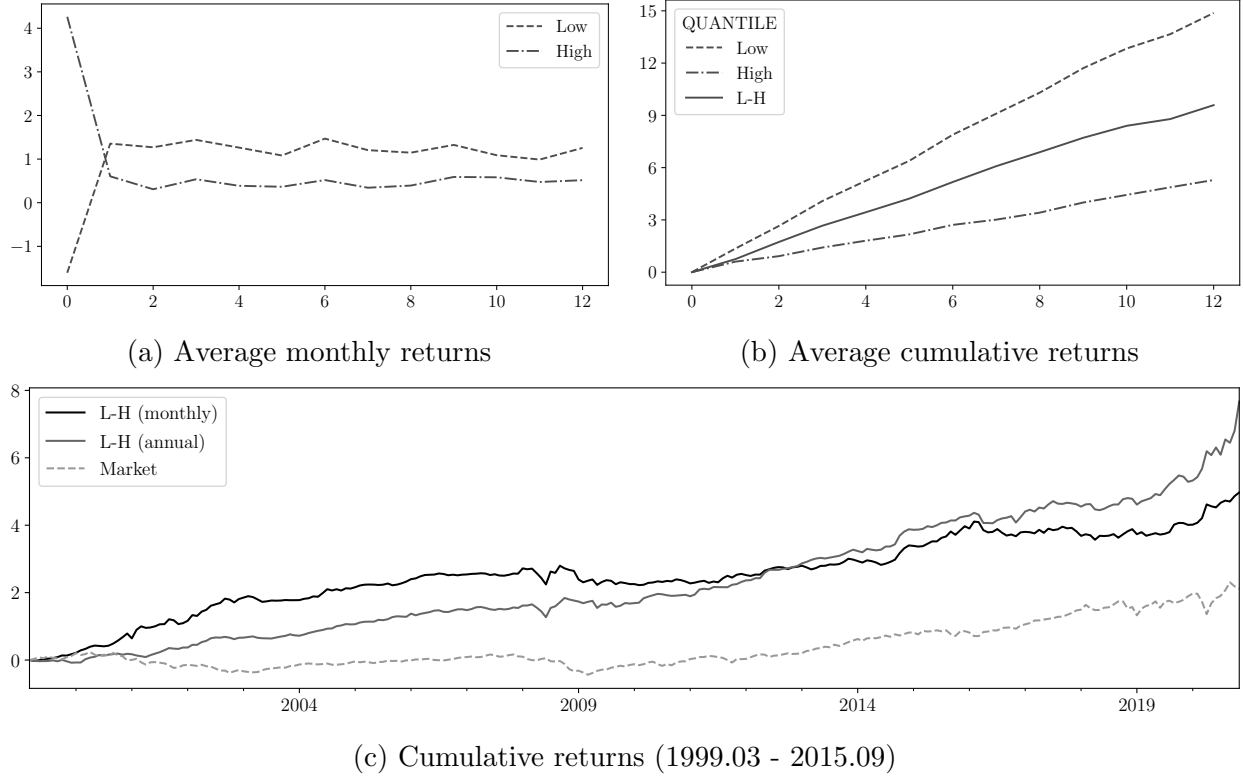 4
3
2
1
0
−1
Low
High
0 2 4 6 8 10 12
(a) Average monthly returns
15
12
9
6
3
0
QUANTILE
Low
High
L-H
0 2 4 6 8 10 12
(b) Average cumulative returns
8
6
4
2
0
L-H (monthly)
L-H (annual)
Market
2004 2009 2014 2019
(c) Cumulative returns (1999.03 - 2015.09)